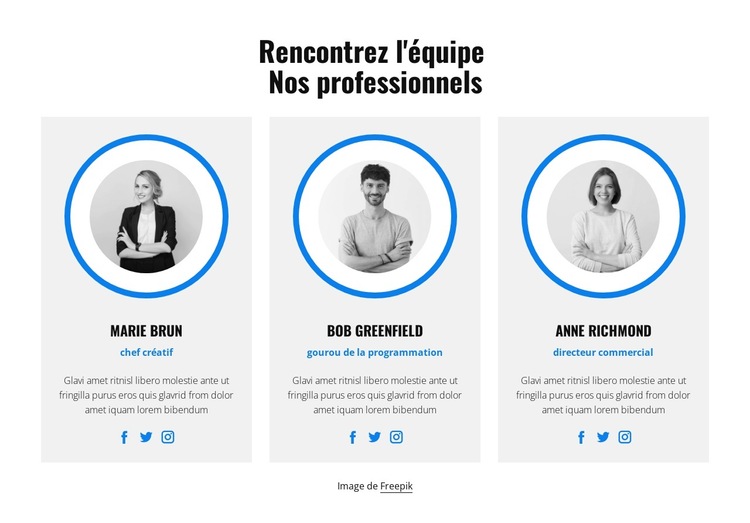 Rencontrez l'équipe
Nos professionnels
MARIE BRUN
chef créatif
Glavi amet ritnisl libero molestie ante ut
fringilla purus eros quis glavrid from dolor
amet iquam lorem bibendum
BOB GREENFIELD
gourou de la programmation
Glavi amet ritnisl libero molestie ante ut
fringilla purus eros quis glavrid from dolor
amet iquam lorem bibendum
ANNE RICHMOND
directeur commercial
Glavi amet ritnisl libero molestie ante ut
fringilla purus eros quis glavrid from dolor
amet iquam lorem bibendum
Image de Freepik